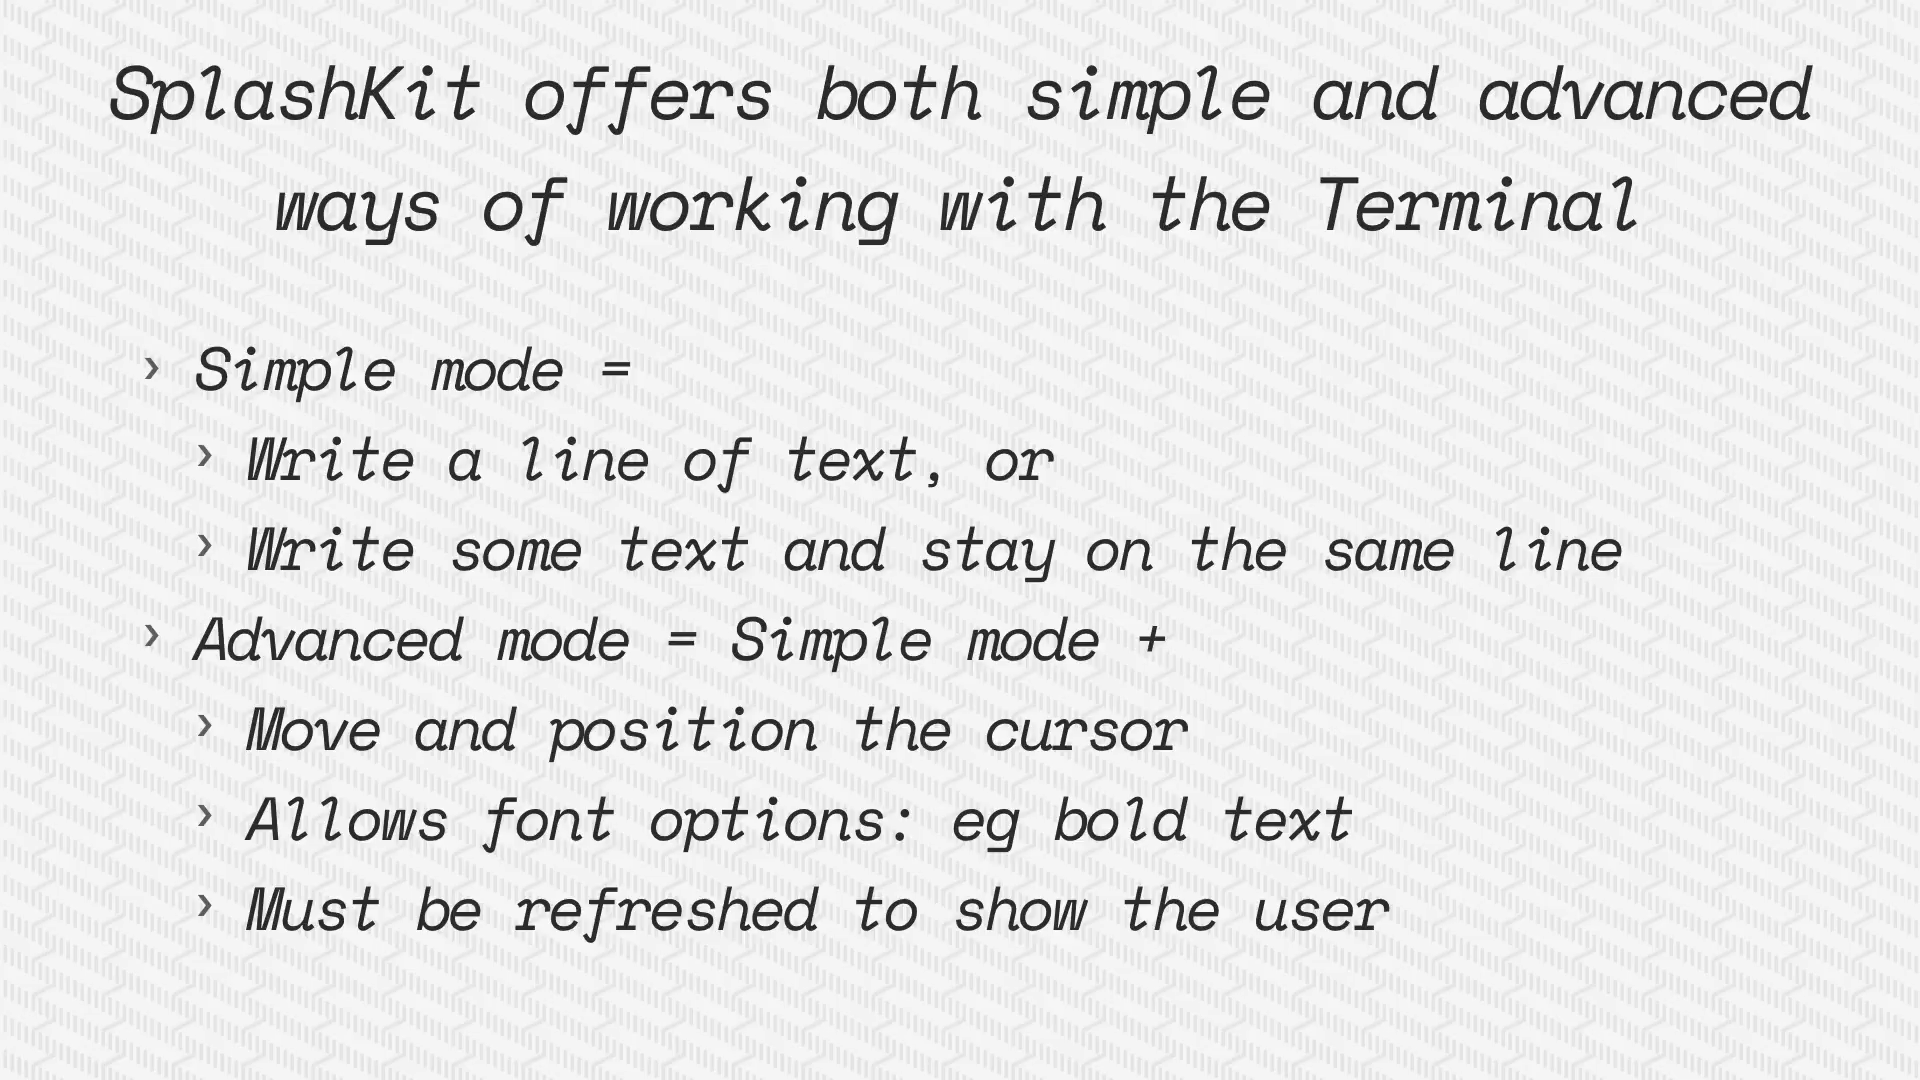 SplashKit offers both simple and advanced
ways of working with the Terminal
› Simple mode =
› Write a line of text, or
› Write some text and stay on the same line
› Advanced mode = Simple mode +
› Move and position the cursor
› Allows font options: eg bold text
› Must be refreshed to show the user